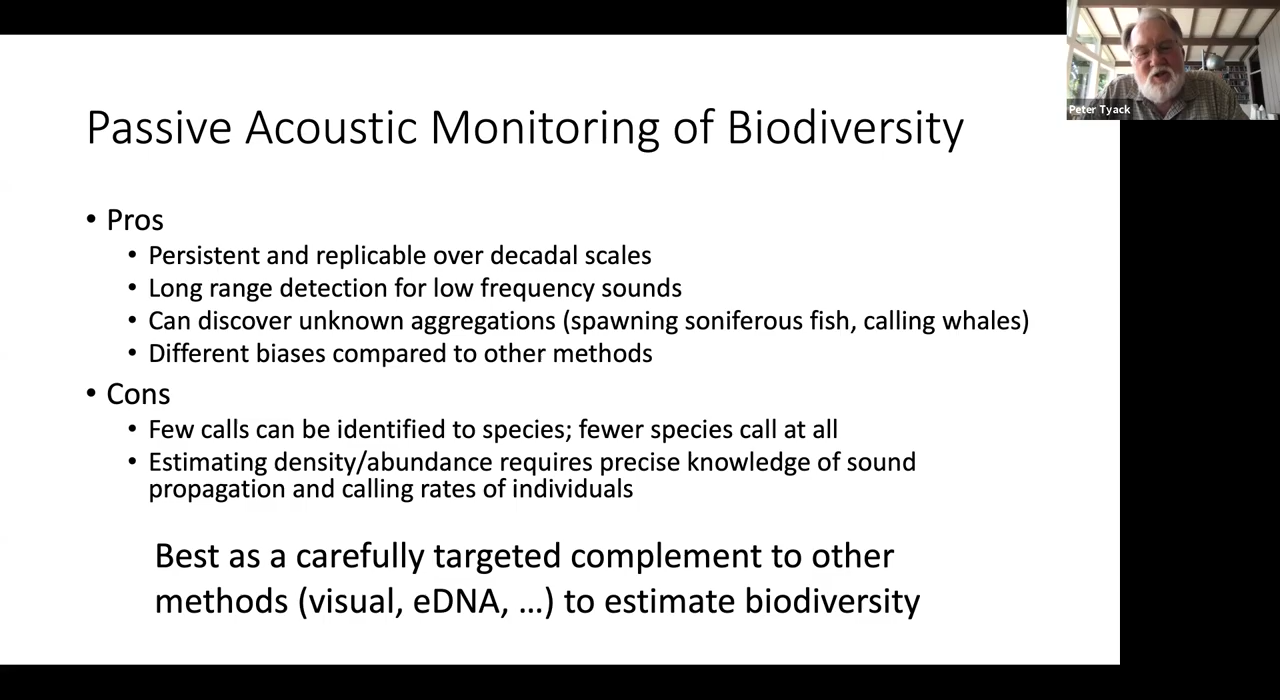 Peter Tyack
Passive Acoustic Monitoring of Biodiversity
• Pros
• Persistent and replicable over decadal scales
• Long range detection for low frequency sounds
• Can discover unknown aggregations (spawning soniferous fish, calling whales)
• Different biases compared to other methods
• Cons
• Few calls can be identified to species; fewer species call at all
• Estimating density/abundance requires precise knowledge of sound
propagation and calling rates of individuals
Best as a carefully targeted complement to other
methods (visual, eDNA, …) to estimate biodiversity